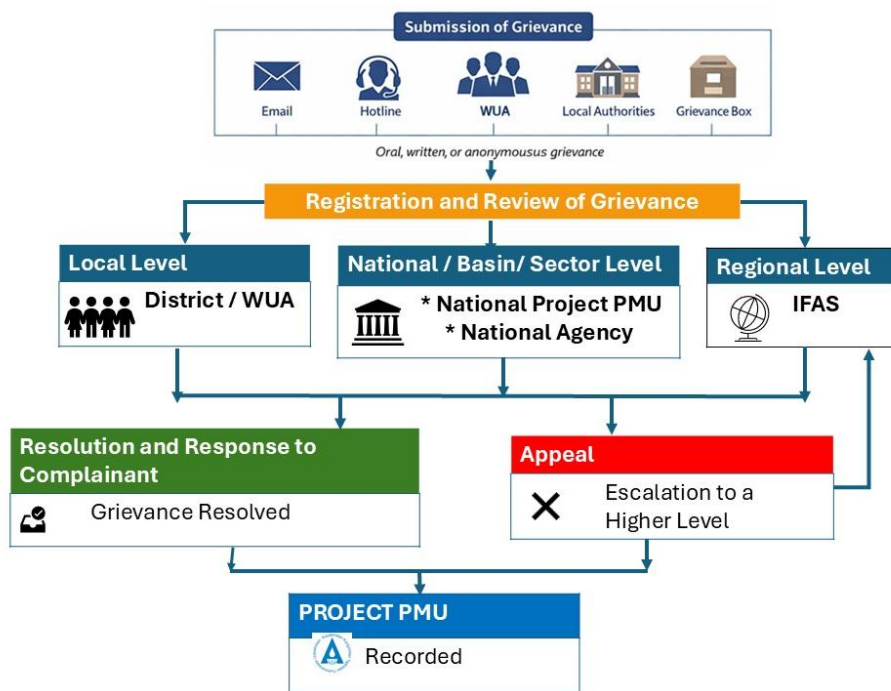 Submission of Grievance
Email
Hotline
WUA
Local Authorities
Grievance Box
Oral, written, or anonymousus grievance
Registration and Review of Grievance
Local Level
District / WUA
National / Basin/ Sector Level
* National Project PMU
* National Agency
Regional Level
IFAS
Resolution and Response to
Complainant
Grievance Resolved
Appeal
Escalation to a
Higher Level
PROJECT PMU
Recorded